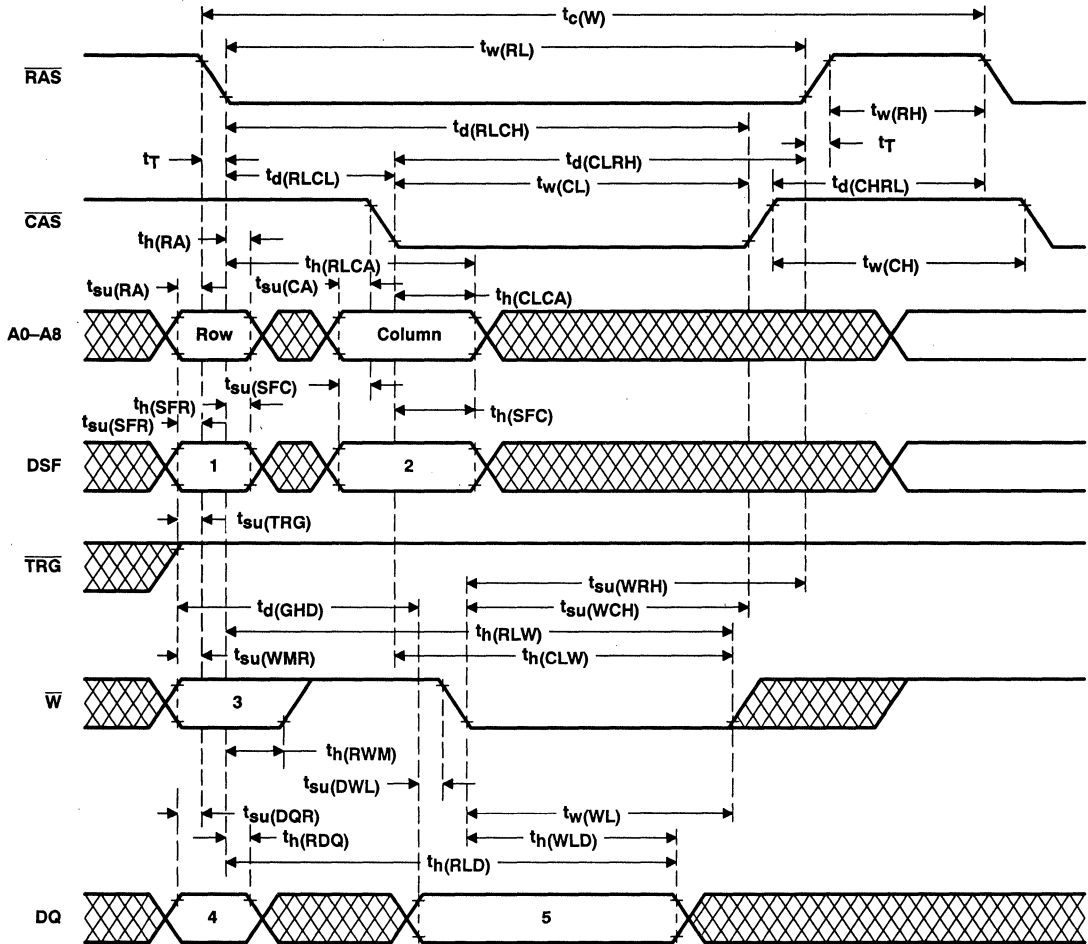 tc(W)
tw(RL)
RAS
tw(RH)
td(RLCH)
tT
tT
td(CLRH)
td(RLCL)
tw(CL)
td(CHRL)
CAS
th(RA)
th(RLCA)
tw(CH)
tsu(RA)
tsu(CA)
th(CLCA)
A0–A8
Row
Column
tsu(SFC)
th(SFR)
th(SFC)
tsu(SFR)
DSF
1
2
tsu(TRG)
TRG
tsu(WRH)
td(GHD)
tsu(WCH)
th(RLW)
tsu(WMR)
th(CLW)
W
3
th(RWM)
tsu(DWL)
tsu(DQR)
tw(WL)
th(RDQ)
th(WLD)
th(RLD)
DQ
4
5